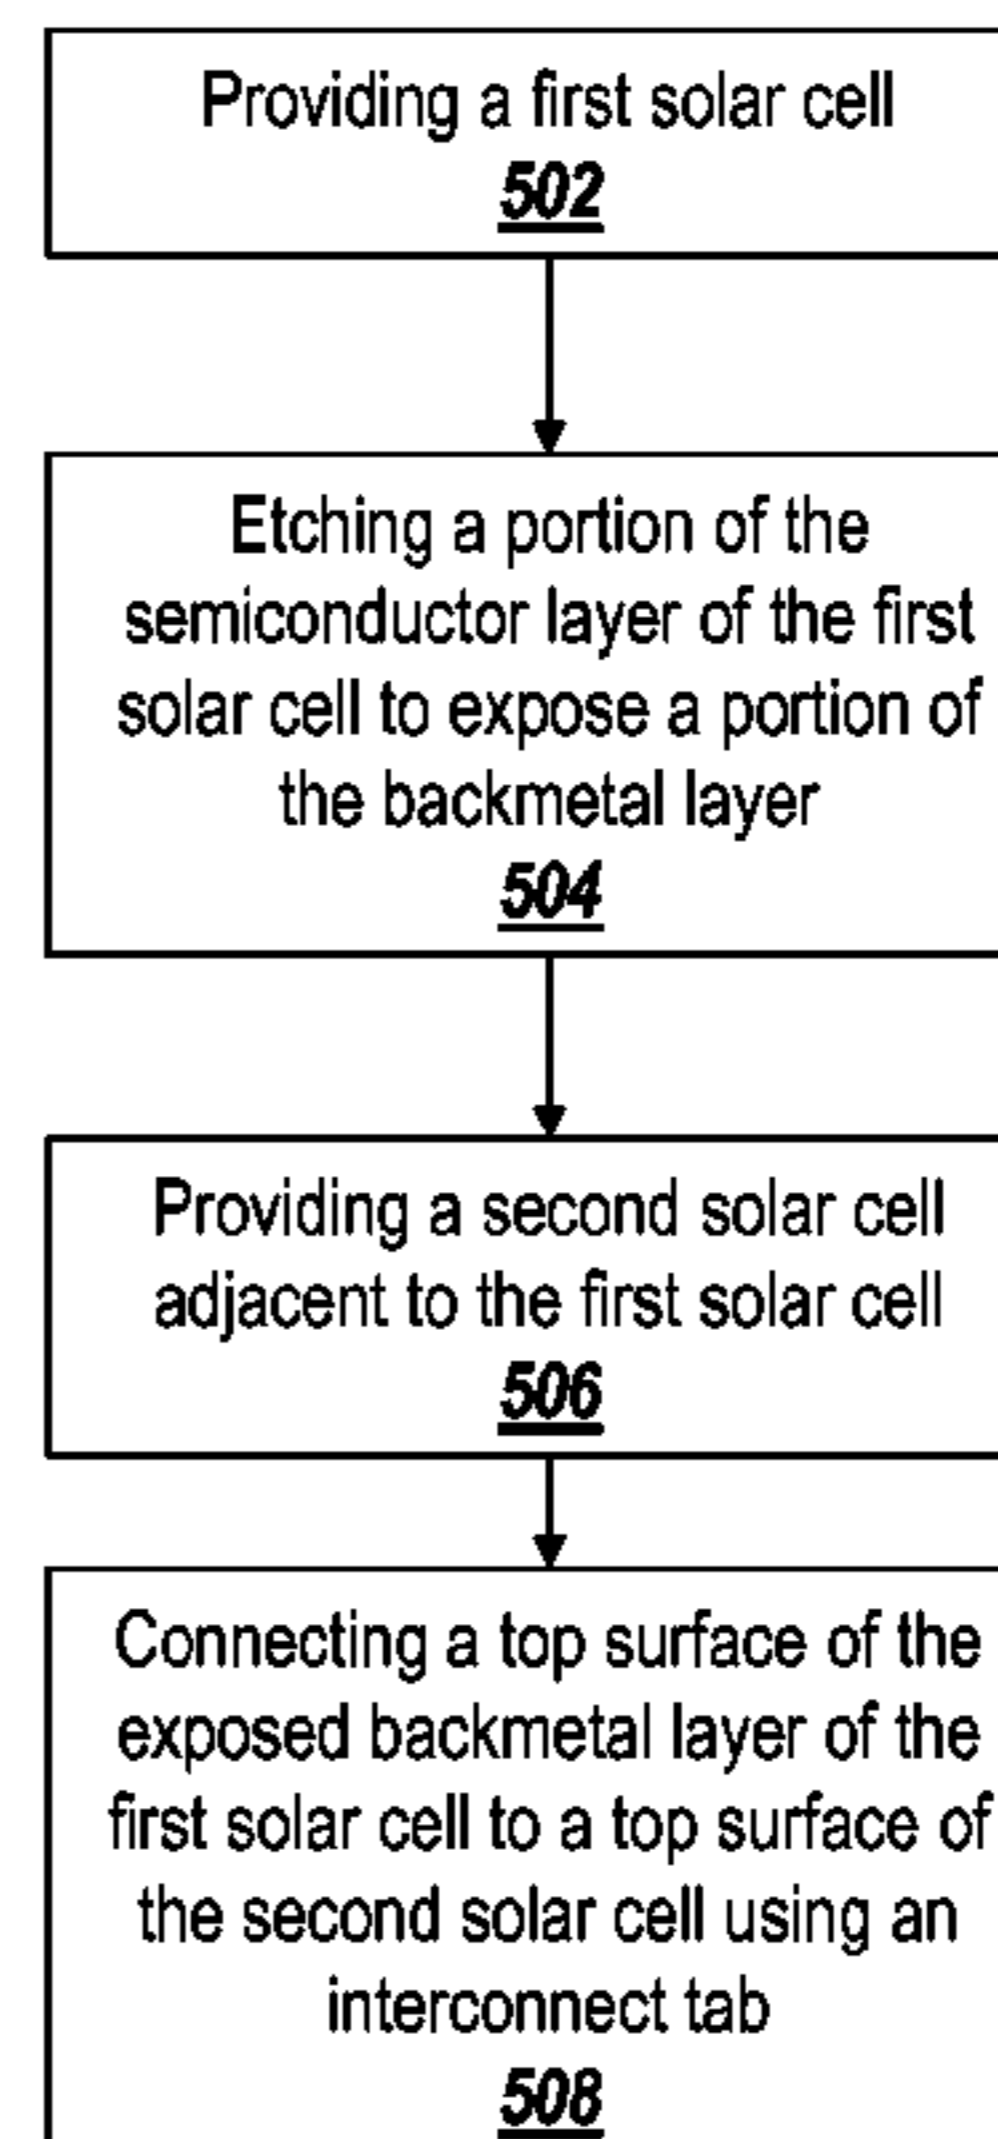 Providing a first solar cell
502
Etching a portion of the
semiconductor layer of the first
solar cell to expose a portion of
the backmetal layer
504
Providing a second solar cell
adjacent to the first solar cell
506
Connecting a top surface of the
exposed backmetal layer of the
first solar cell to a top surface of
the second solar cell using an
interconnect tab
508